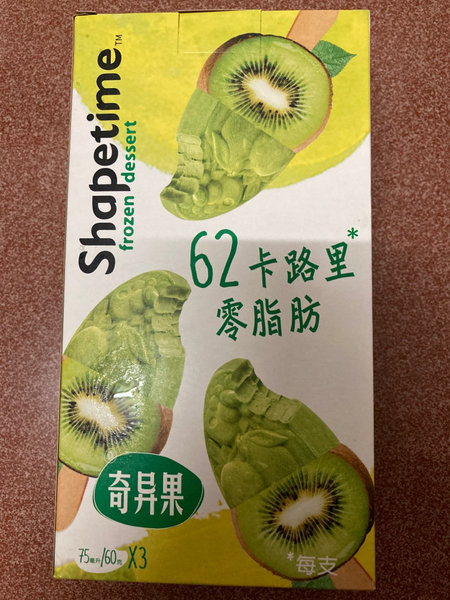 Shapetime™
frozen dessert
62卡路里*
零脂肪
奇异果
75毫升/60克 X3
*每支